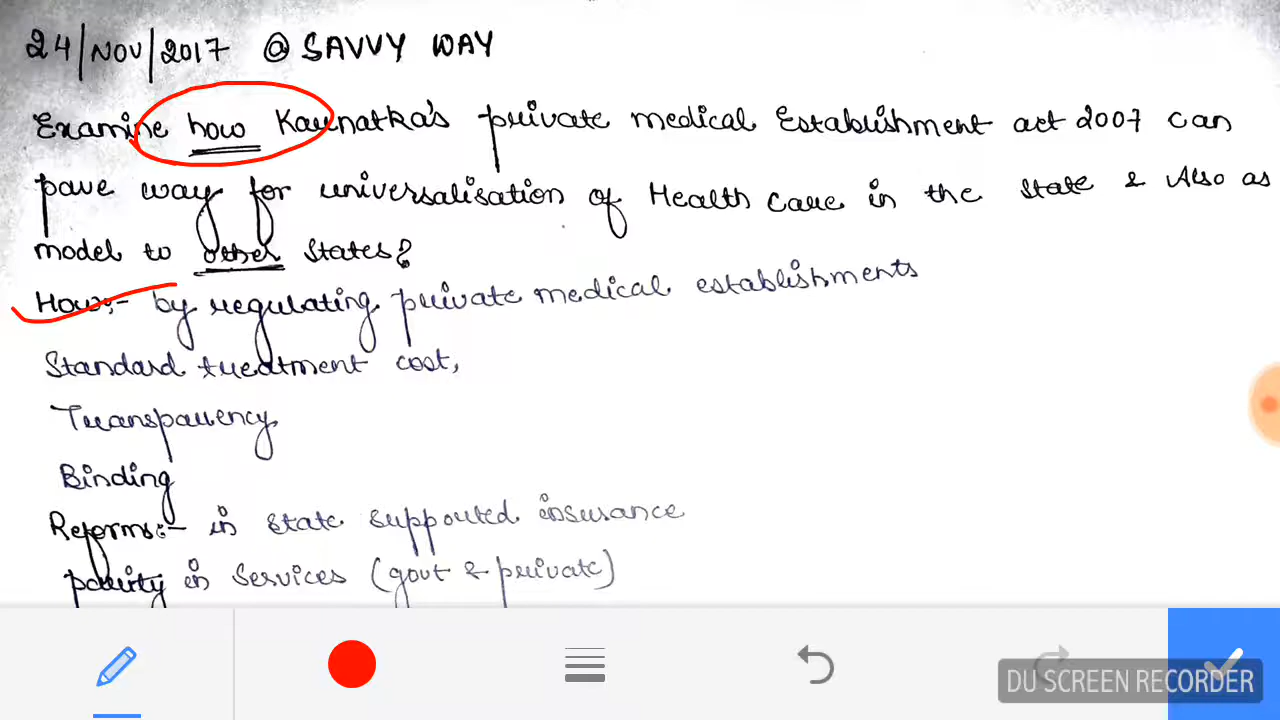 24/NOV/2017 @ SAVVY WAY
Examine how Karnatka's private medical Establishment act 2007 can
pave way for universalisation of Health Care in the State & Also as
model to other States?
How:- by regulating private medical establishments
Standard treatment cost,
Transparency
Binding
Reforms:- in state supported insurance
parity in Services (govt & private)
DU SCREEN RECORDER